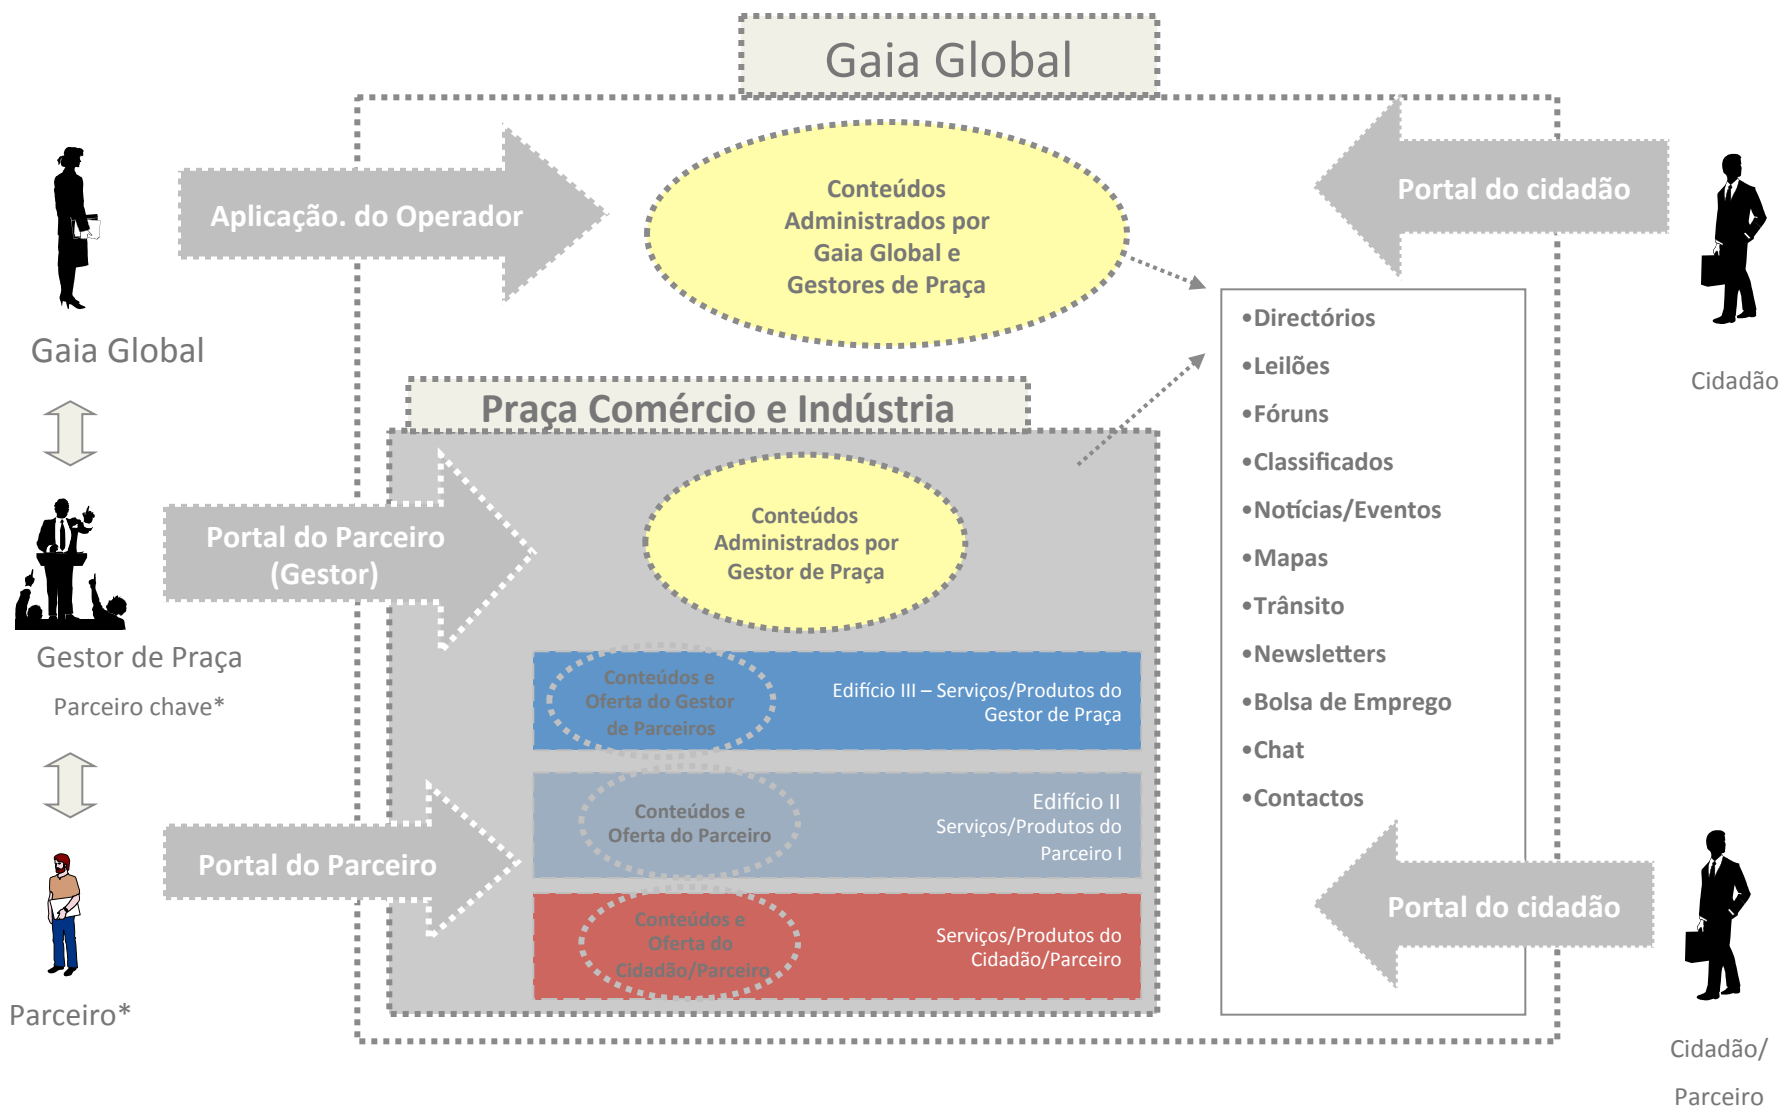 Gaia Global
Aplicação. do Operador
Gaia Global
Conteúdos
Administrados por
Gaia Global e
Gestores de Praça
Portal do cidadão
Cidadão
Praça Comércio e Indústria
Portal do Parceiro
(Gestor)
Gestor de Praça
Parceiro chave*
Conteúdos
Administrados por
Gestor de Praça
Conteúdos e
Oferta do Gestor
de Parceiros
Edifício III – Serviços/Produtos do
Gestor de Praça
Portal do Parceiro
Parceiro*
Conteúdos e
Oferta do Parceiro
Edifício II
Serviços/Produtos do
Parceiro I
Conteúdos e
Oferta do
Cidadão/Parceiro
Serviços/Produtos do
Cidadão/Parceiro
•Directórios
•Leilões
•Fóruns
•Classificados
•Notícias/Eventos
•Mapas
•Trânsito
•Newsletters
•Bolsa de Emprego
•Chat
•Contactos
Portal do cidadão
Cidadão/
Parceiro